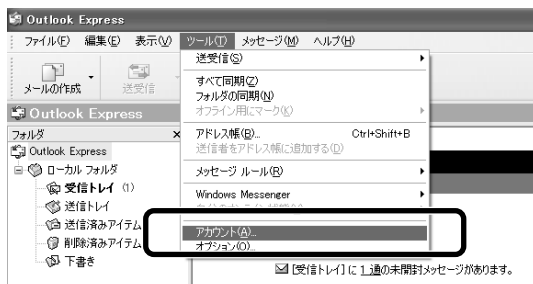 Outlook Express
ファイル(F) 編集(E) 表示(V) ツール(T) メッセージ(M) ヘルプ(H)
メールの作成 送受信
送受信(S)
すべて同期(Z)
フォルダの同期(N)
オフライン用にマーク(K)
アドレス帳(B)... Ctrl+Shift+B
送信者をアドレス帳に追加する(D)
メッセージ ルール(R)
Windows Messenger
アカウント(A)...
オプション(O)...
Outlook Express
フォルダ ×
Outlook Express
ローカル フォルダ
受信トレイ (1)
送信トレイ
送信済みアイテム
削除済みアイテム
下書き
[受信トレイ] に 1 通の未開封メッセージがあります。